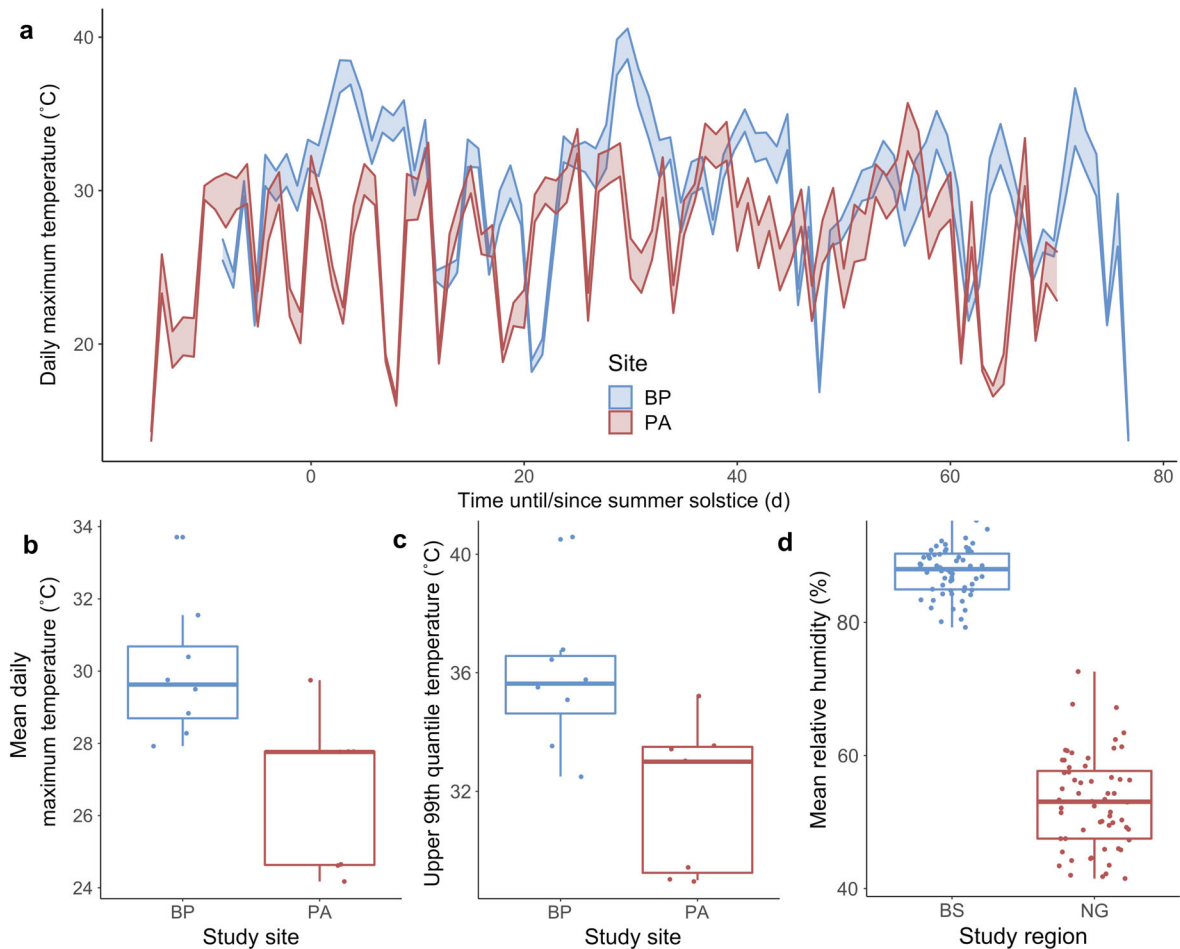 a
Daily maximum temperature (˚C)
40
30
20
Site
BP
PA
0
20
40
60
80
Time until/since summer solstice (d)
b
Mean daily
maximum temperature (˚C)
34
32
30
28
26
24
BP
PA
Study site
c
Upper 99th quantile temperature (˚C)
40
36
32
BP
PA
Study site
d
Mean relative humidity (%)
80
60
40
BS
NG
Study region